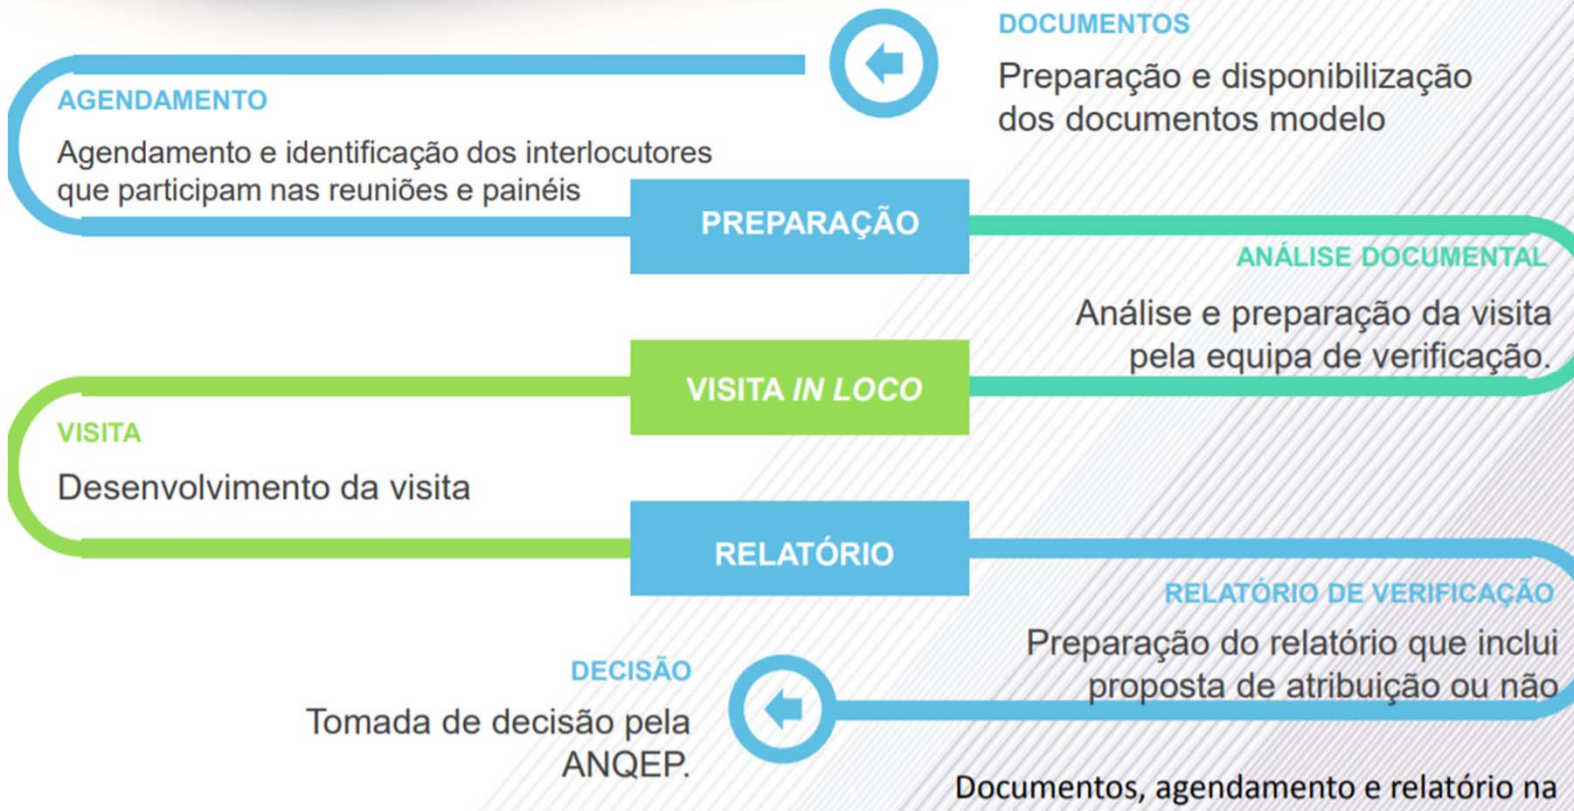 DOCUMENTOS
Preparação e disponibilização
dos documentos modelo
AGENDAMENTO
Agendamento e identificação dos interlocutores
que participam nas reuniões e painéis
PREPARAÇÃO
ANÁLISE DOCUMENTAL
Análise e preparação da visita
pela equipa de verificação.
VISITA IN LOCO
VISITA
Desenvolvimento da visita
RELATÓRIO
RELATÓRIO DE VERIFICAÇÃO
Preparação do relatório que inclui
proposta de atribuição ou não
DECISÃO
Tomada de decisão pela
ANQEP.
Documentos, agendamento e relatório na